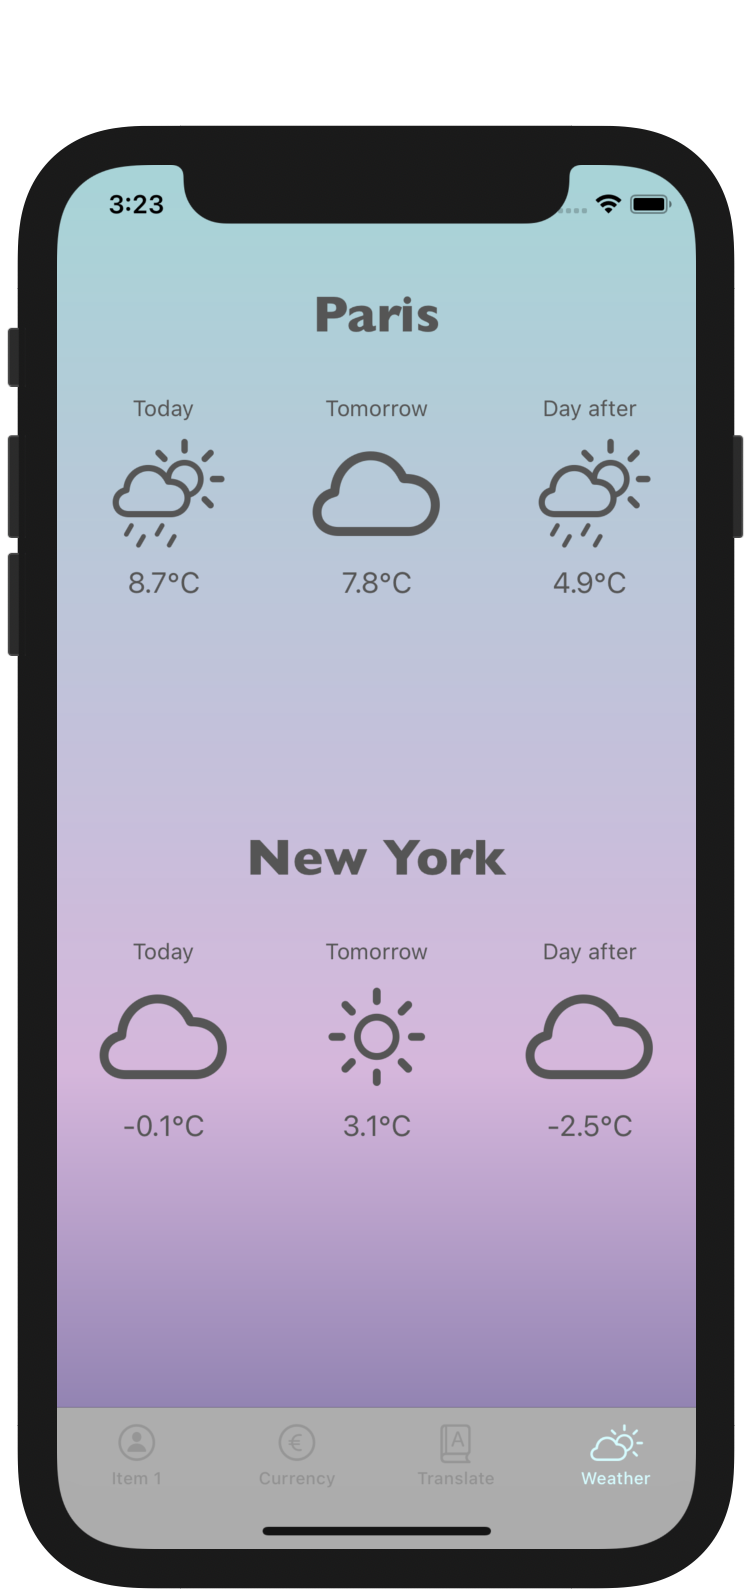 3:23
Paris
Today Tomorrow Day after
8.7°C 7.8°C 4.9°C
New York
Today Tomorrow Day after
-0.1°C 3.1°C -2.5°C
€ A
Item 1 Currency Translate Weather